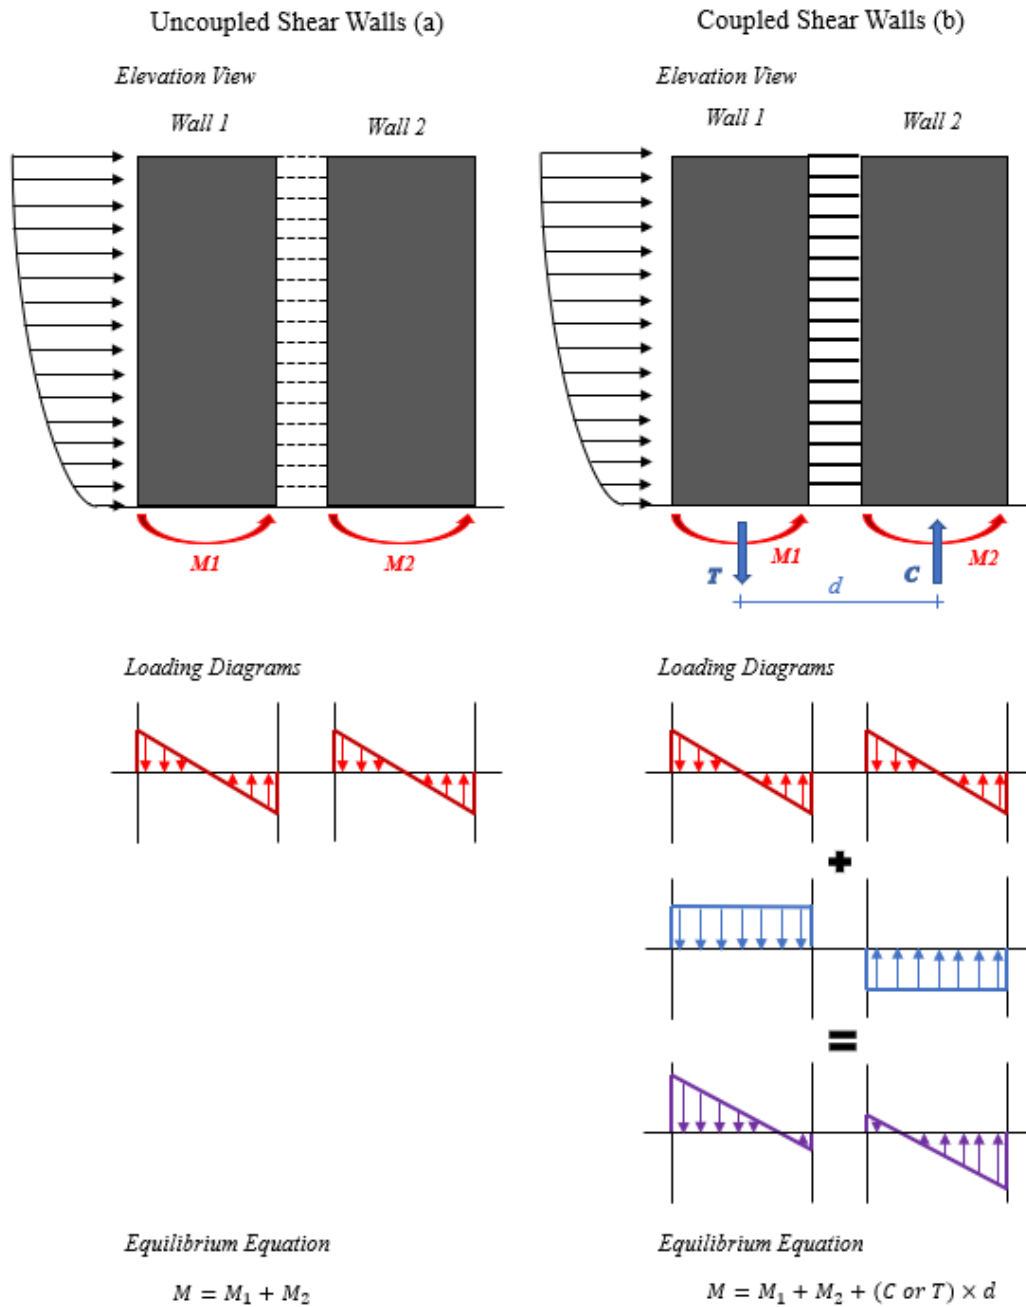 Uncoupled Shear Walls (a)
Elevation View
Wall 1
Wall 2
M1
M2
Loading Diagrams
Equilibrium Equation
M = M₁ + M₂
Coupled Shear Walls (b)
Elevation View
Wall 1
Wall 2
T
M1
C
M2
d
Loading Diagrams
+
=
Equilibrium Equation
M = M₁ + M₂ + (C or T) × d